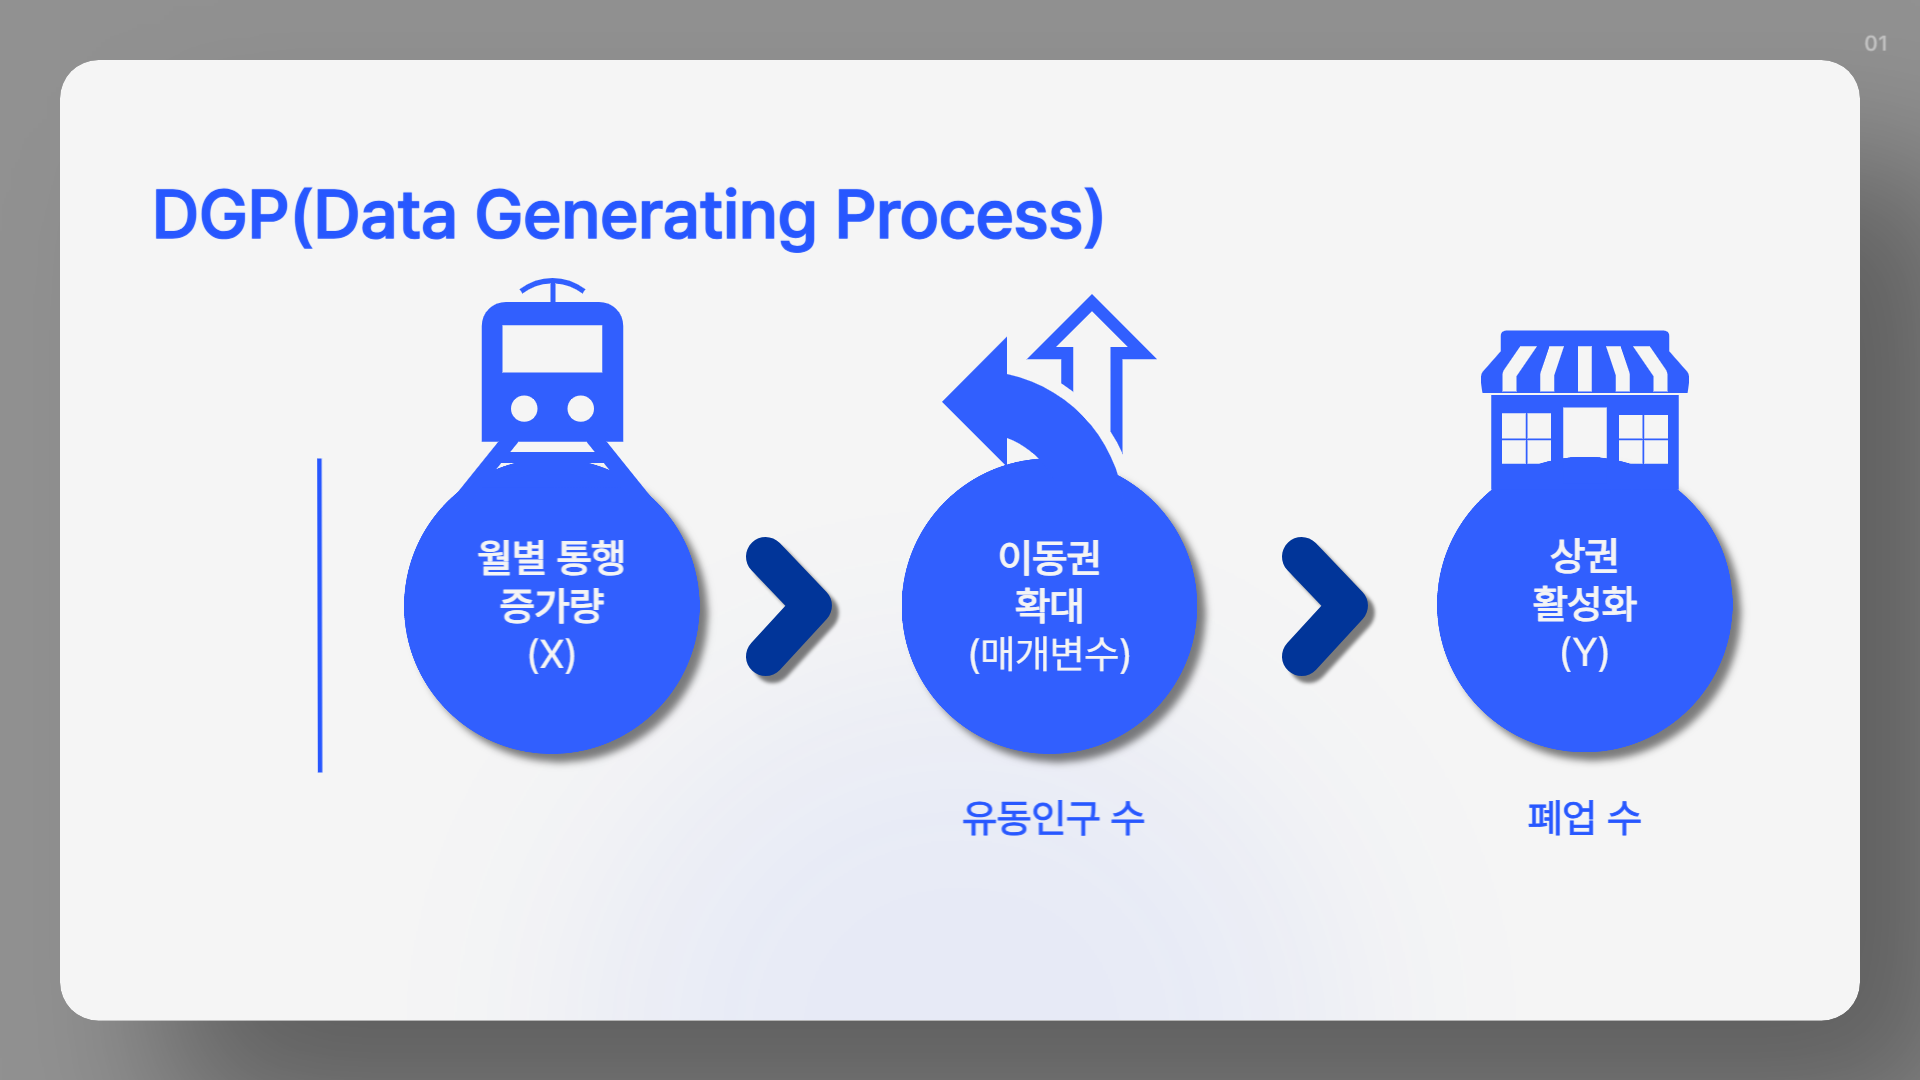 01
DGP(Data Generating Process)
월별 통행
증가량
(X)
이동권
확대
(매개변수)
상권
활성화
(Y)
유동인구 수
폐업 수